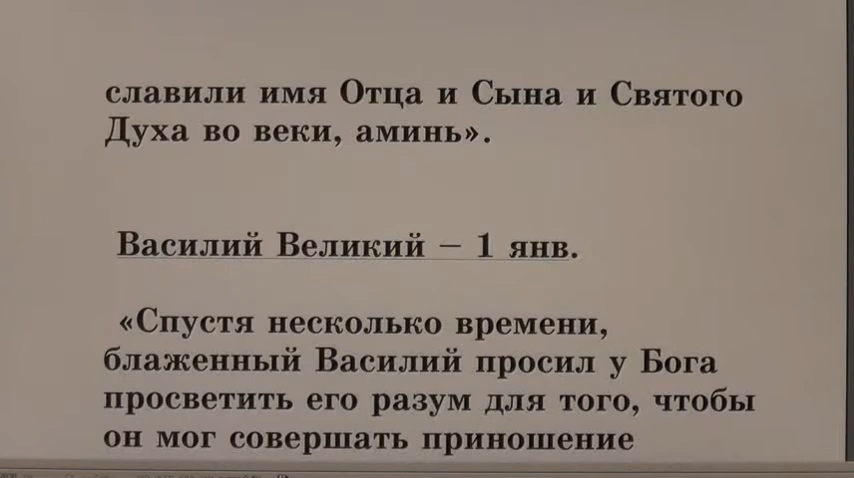 славили имя Отца и Сына и Святого
Духа во веки, аминь».
Василий Великий – 1 янв.
«Спустя несколько времени,
блаженный Василий просил у Бога
просветить его разум для того, чтобы
он мог совершать приношение